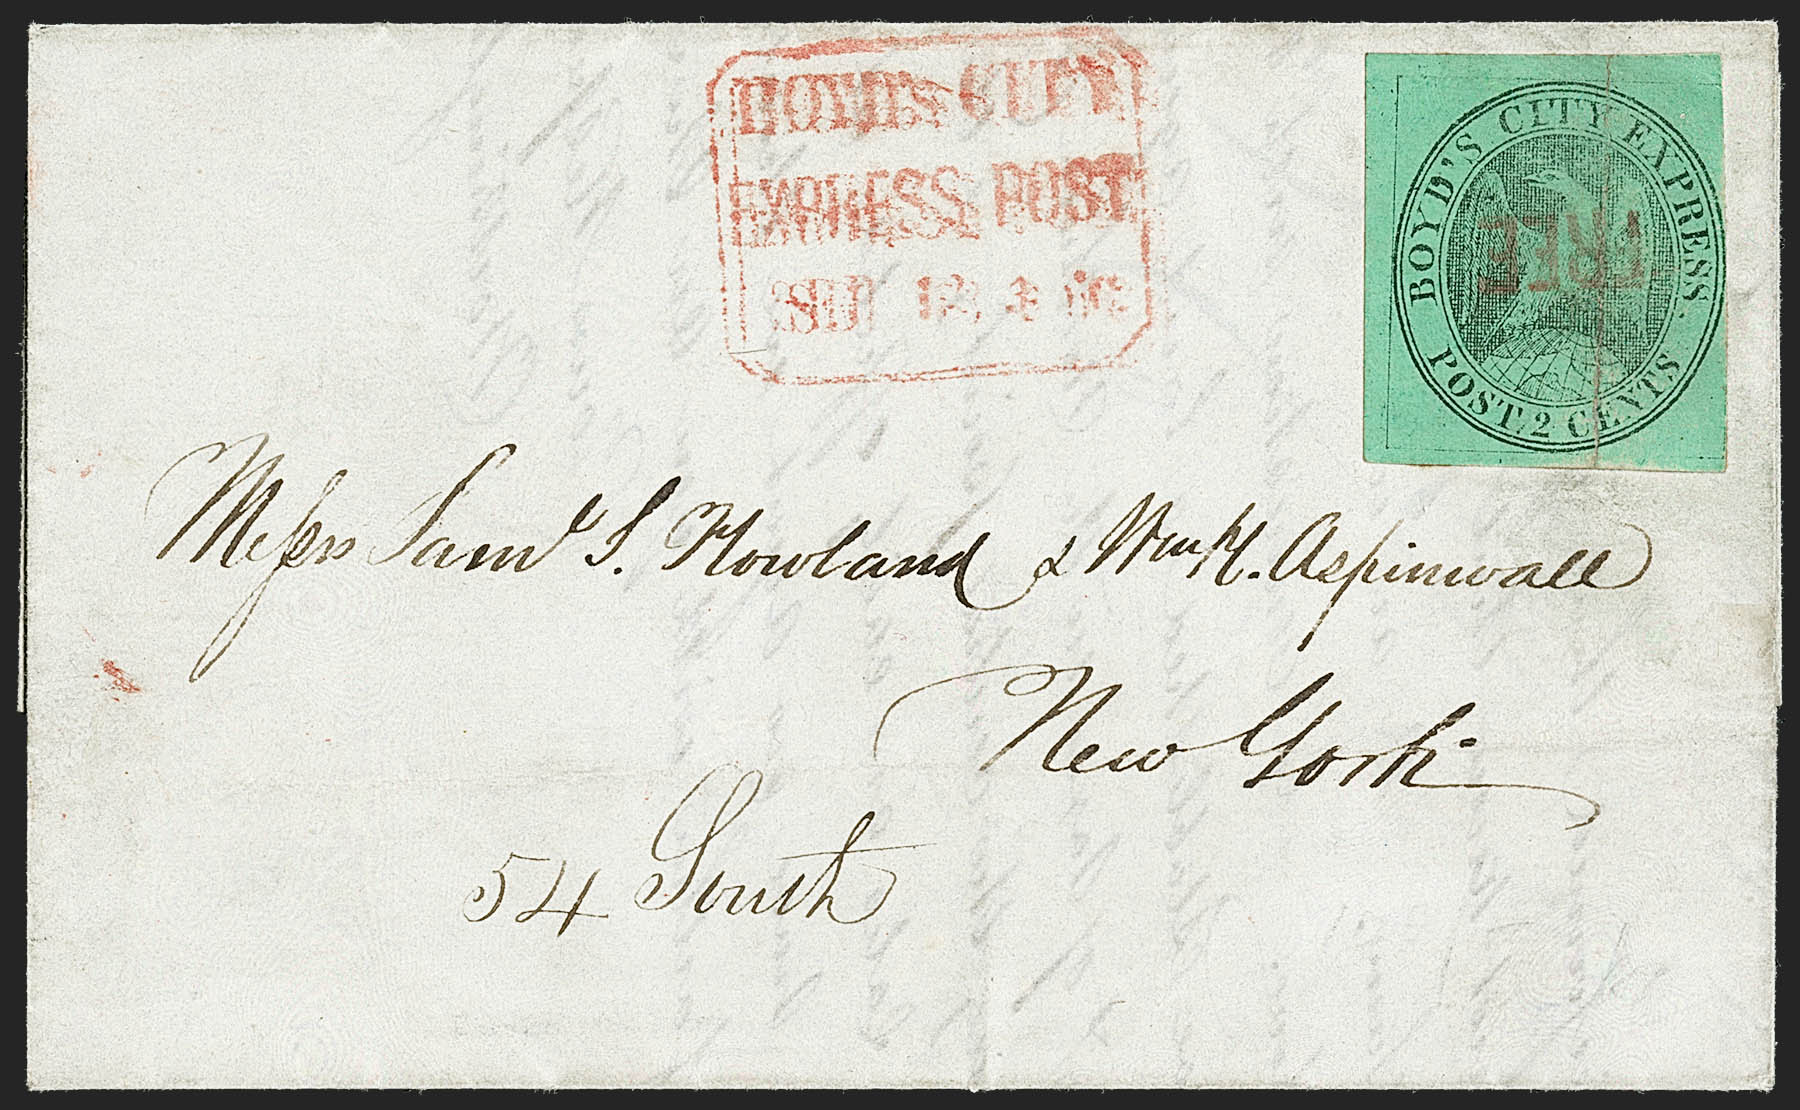 BOYD'S CITY
EXPRESS POST
BOYD'S CITY EXPRESS.
POST. 2 CENTS
FREE
Messrs Saml. S. Howland & Wm H. Aspinwall
New York
54 South